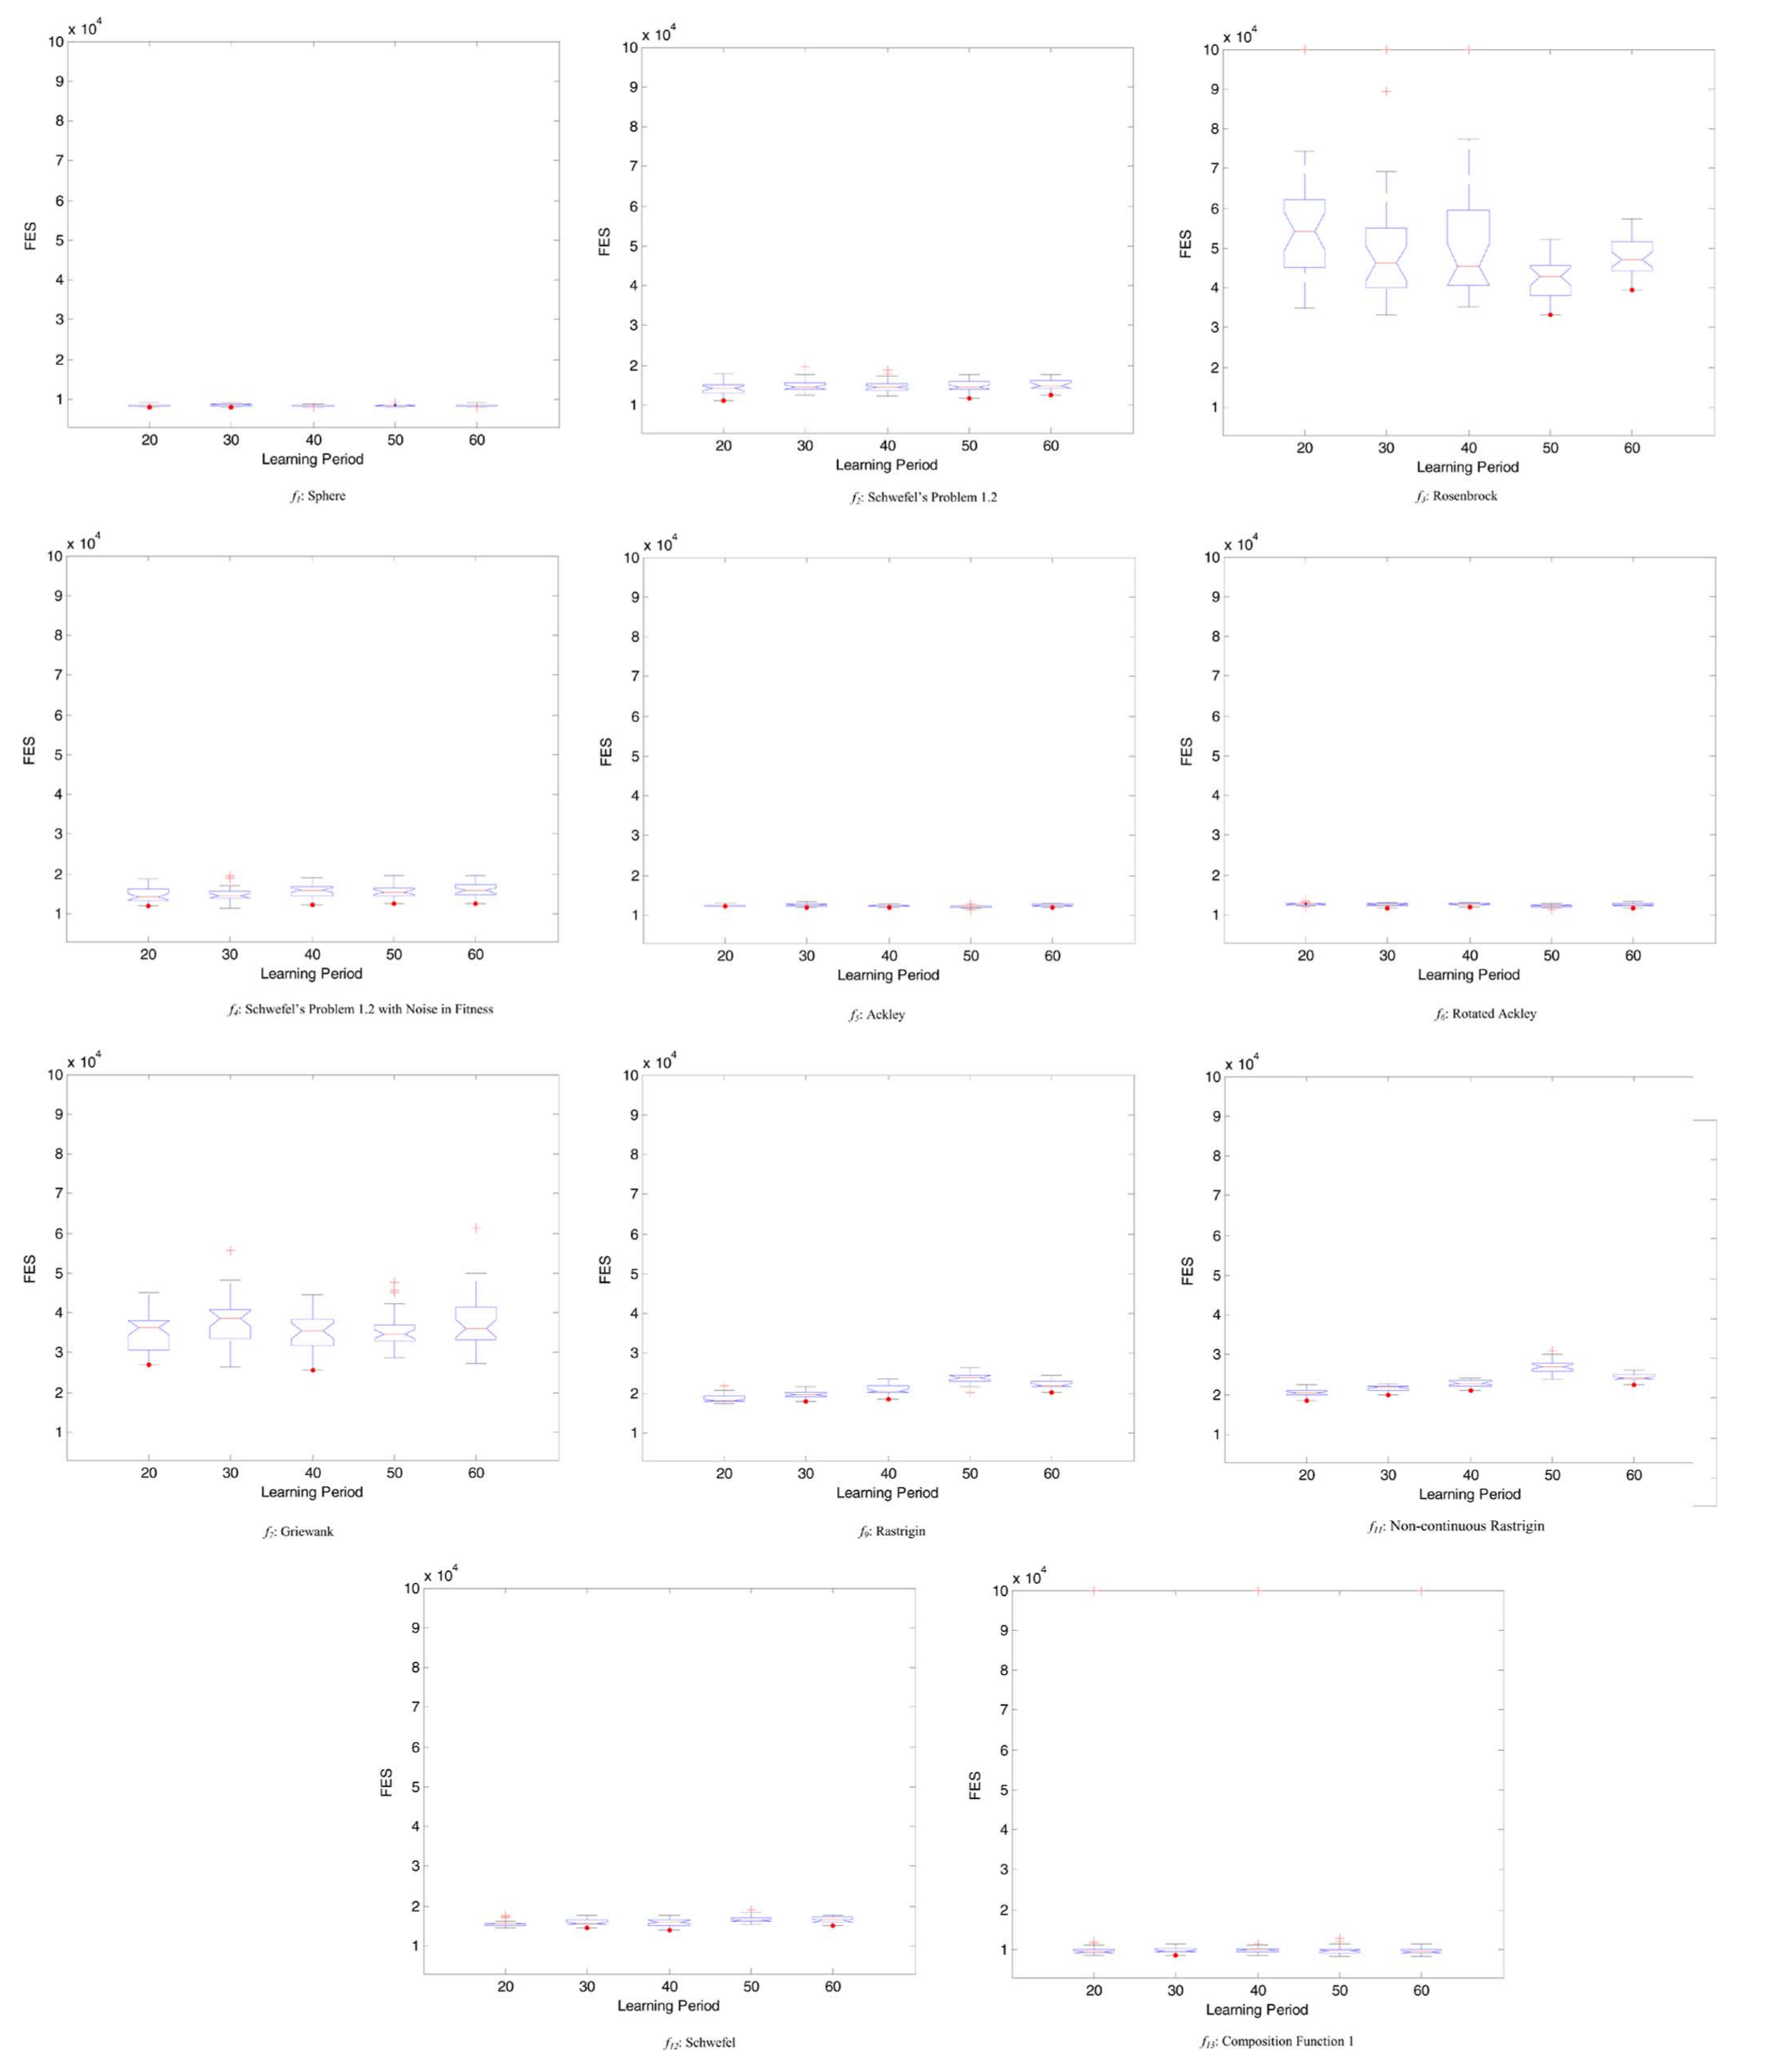 x 10^4 x 10^4 x 10^4
10 10 10
9 9 9
8 8 8
7 7 7
6 6 6
FES 5 FES 5 FES 5
4 4 4
3 3 3
2 2 2
1 1 1
20 30 40 50 60 20 30 40 50 60 20 30 40 50 60
Learning Period Learning Period Learning Period
f1: Sphere f2: Schwefel's Problem 1.2 f3: Rosenbrock
x 10^4 x 10^4 x 10^4
10 10 10
9 9 9
8 8 8
7 7 7
6 6 6
FES 5 FES 5 FES 5
4 4 4
3 3 3
2 2 2
1 1 1
20 30 40 50 60 20 30 40 50 60 20 30 40 50 60
Learning Period Learning Period Learning Period
f4: Schwefel's Problem 1.2 with Noise in Fitness f5: Ackley f6: Rotated Ackley
x 10^4 x 10^4 x 10^4
10 10 10
9 9 9
8 8 8
7 7 7
6 6 6
FES 5 FES 5 FES 5
4 4 4
3 3 3
2 2 2
1 1 1
20 30 40 50 60 20 30 40 50 60 20 30 40 50 60
Learning Period Learning Period Learning Period
f7: Griewank f9: Rastrigin f11: Non-continuous Rastrigin
x 10^4 x 10^4
10 10
9 9
8 8
7 7
6 6
FES 5 FES 5
4 4
3 3
2 2
1 1
20 30 40 50 60 20 30 40 50 60
Learning Period Learning Period
f12: Schwefel f13: Composition Function 1